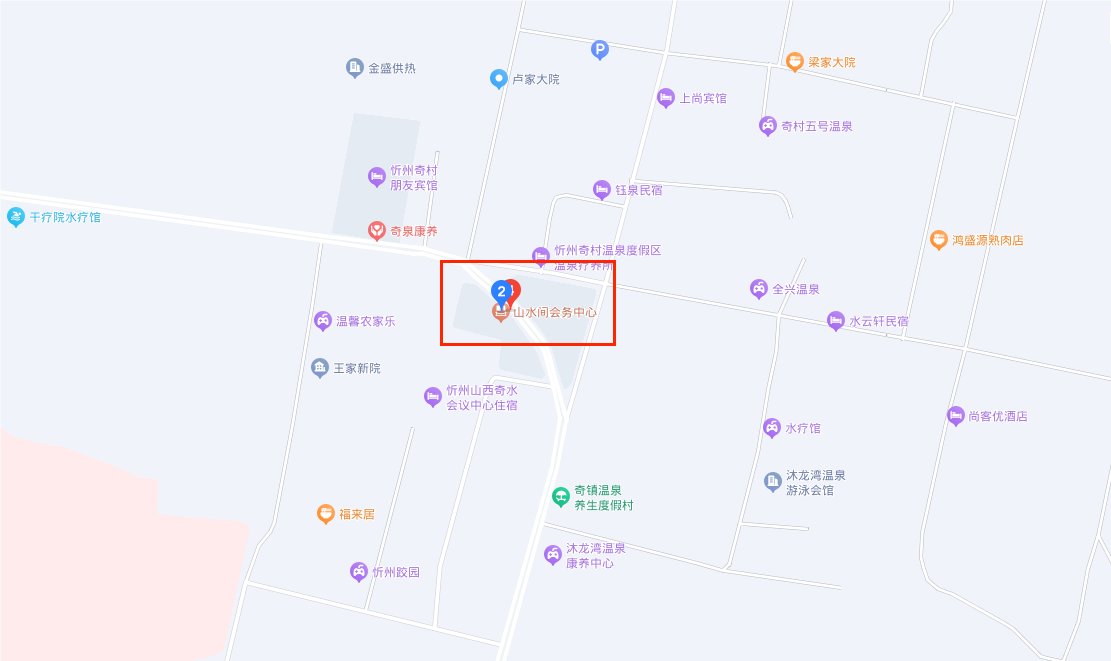 P
梁家大院
金盛供热
卢家大院
上尚宾馆
奇村五号温泉
忻州奇村
朋友宾馆
钰泉民宿
干疗院水疗馆
奇泉康养
鸿盛源熟肉店
忻州奇村温泉度假区
温泉疗养所
全兴温泉
2
山水间会务中心
温馨农家乐
水云轩民宿
王家新院
忻州山西奇水
会议中心住宿
尚客优酒店
水疗馆
沐龙湾温泉
游泳会馆
奇镇温泉
养生度假村
福来居
沐龙湾温泉
康养中心
忻州跤园